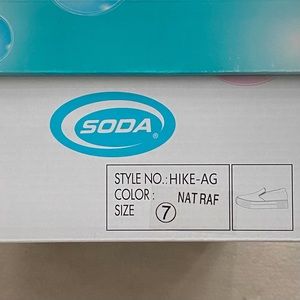 SODA®
STYLE NO.: HIKE-AG
COLOR : NAT RAF
SIZE 7